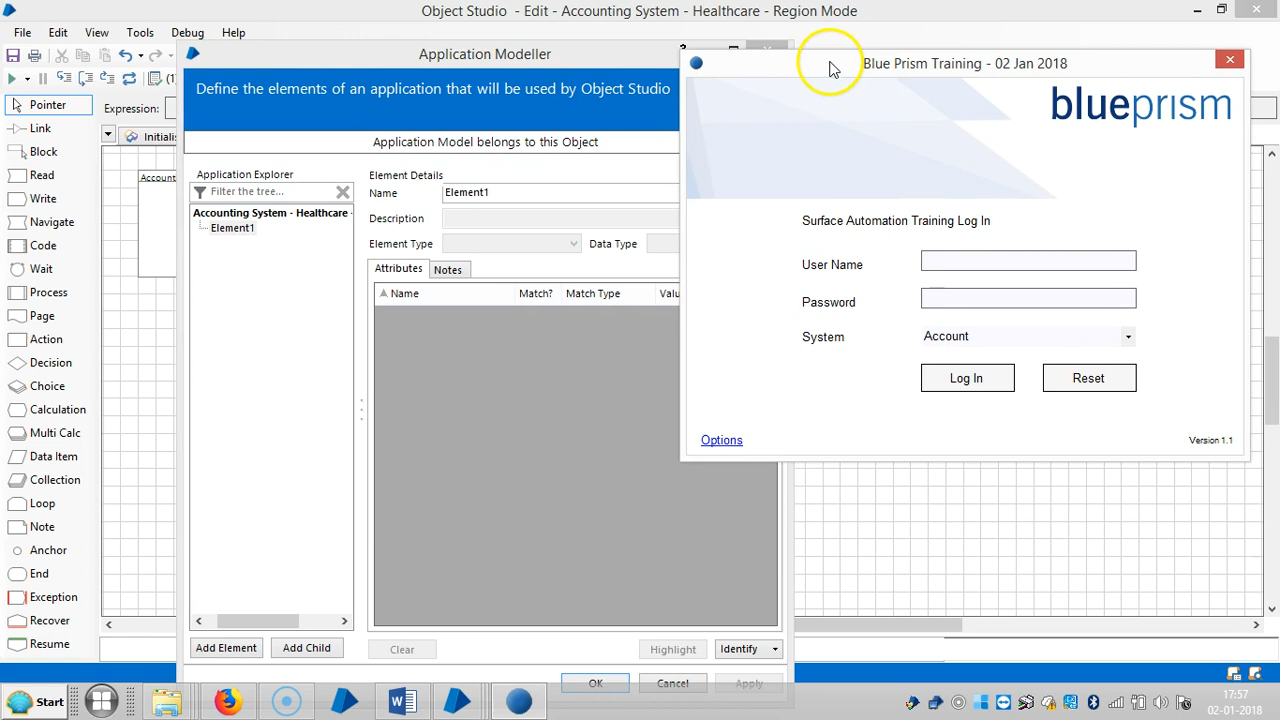 Object Studio - Edit - Accounting System - Healthcare - Region Mode
File Edit View Tools Debug Help
Application Modeller
Blue Prism Training - 02 Jan 2018
Define the elements of an application that will be used by Object Studio
blueprism
Pointer
Expression:
Link
Initialis
Application Model belongs to this Object
Block
Read
Account
Application Explorer
Element Details
Filter the tree...
Name
Element1
Write
Accounting System - Healthcare -
Description
Surface Automation Training Log In
Navigate
Element1
Code
Element Type
Data Type
User Name
Wait
Attributes
Notes
Process
Name
Match?
Match Type
Valu
Password
Page
Action
System
Account
Decision
Log In
Reset
Choice
Calculation
Multi Calc
Options
Version 1.1
Data Item
Collection
Loop
Note
Anchor
End
Exception
Recover
Resume
Add Element
Add Child
Clear
Highlight
Identify
OK
Cancel
Apply
Start
17:57
02-01-2018